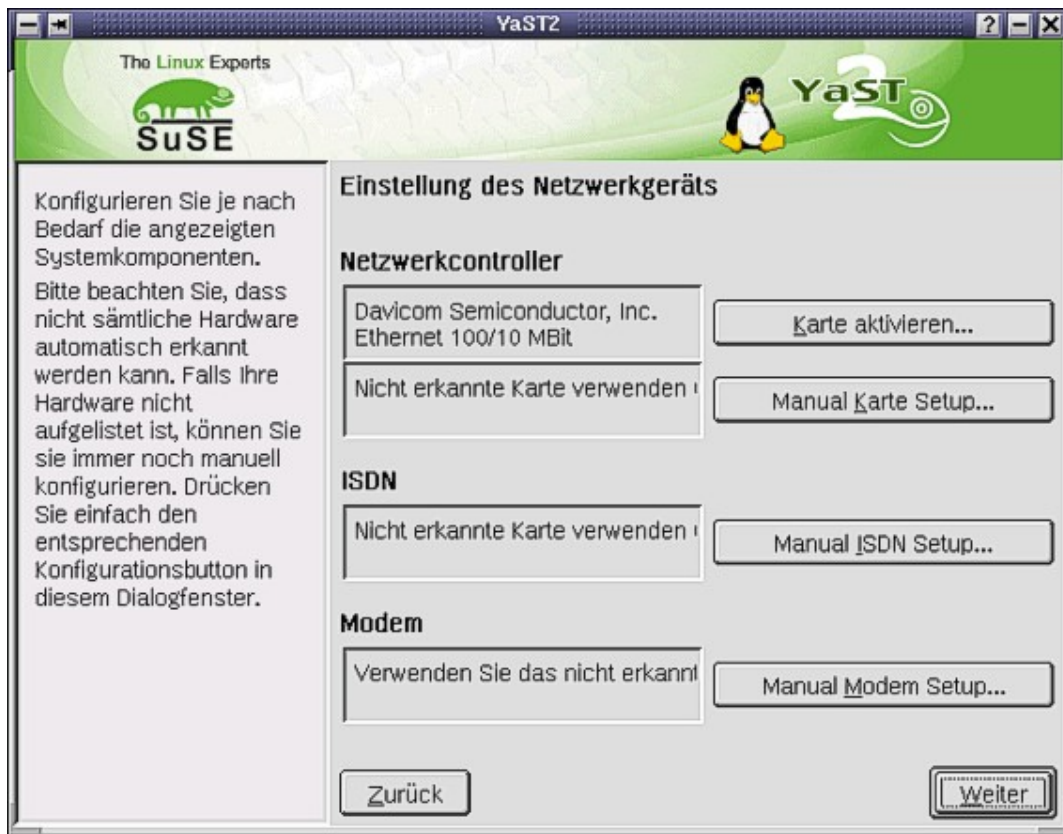 YaST2
The Linux Experts
SuSE
YaST
2
Konfigurieren Sie je nach
Bedarf die angezeigten
Systemkomponenten.
Bitte beachten Sie, dass
nicht sämtliche Hardware
automatisch erkannt
werden kann. Falls Ihre
Hardware nicht
aufgelistet ist, können Sie
sie immer noch manuell
konfigurieren. Drücken
Sie einfach den
entsprechenden
Konfigurationsbutton in
diesem Dialogfenster.
Einstellung des Netzwerkgeräts
Netzwerkcontroller
Davicom Semiconductor, Inc.
Ethernet 100/10 MBit
Karte aktivieren...
Nicht erkannte Karte verwenden
Manual Karte Setup...
ISDN
Nicht erkannte Karte verwenden
Manual ISDN Setup...
Modem
Verwenden Sie das nicht erkannt
Manual Modem Setup...
Zurück
Weiter